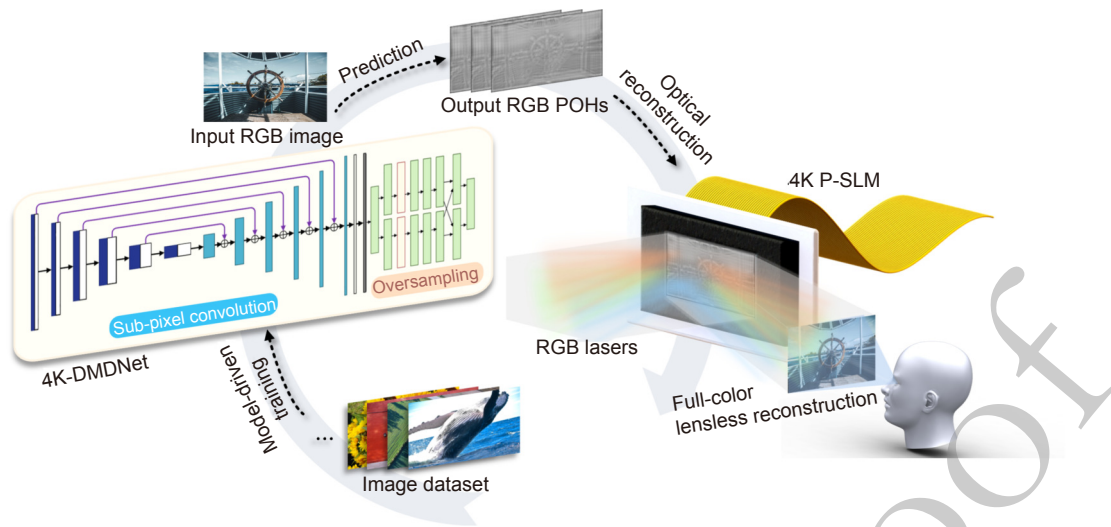 Prediction
Output RGB POHs
Input RGB image
Optical
reconstruction
4K P-SLM
Oversampling
Sub-pixel convolution
4K-DMDNet
RGB lasers
Model-driven
training
Full-color
lensless reconstruction
...
Image dataset
oof